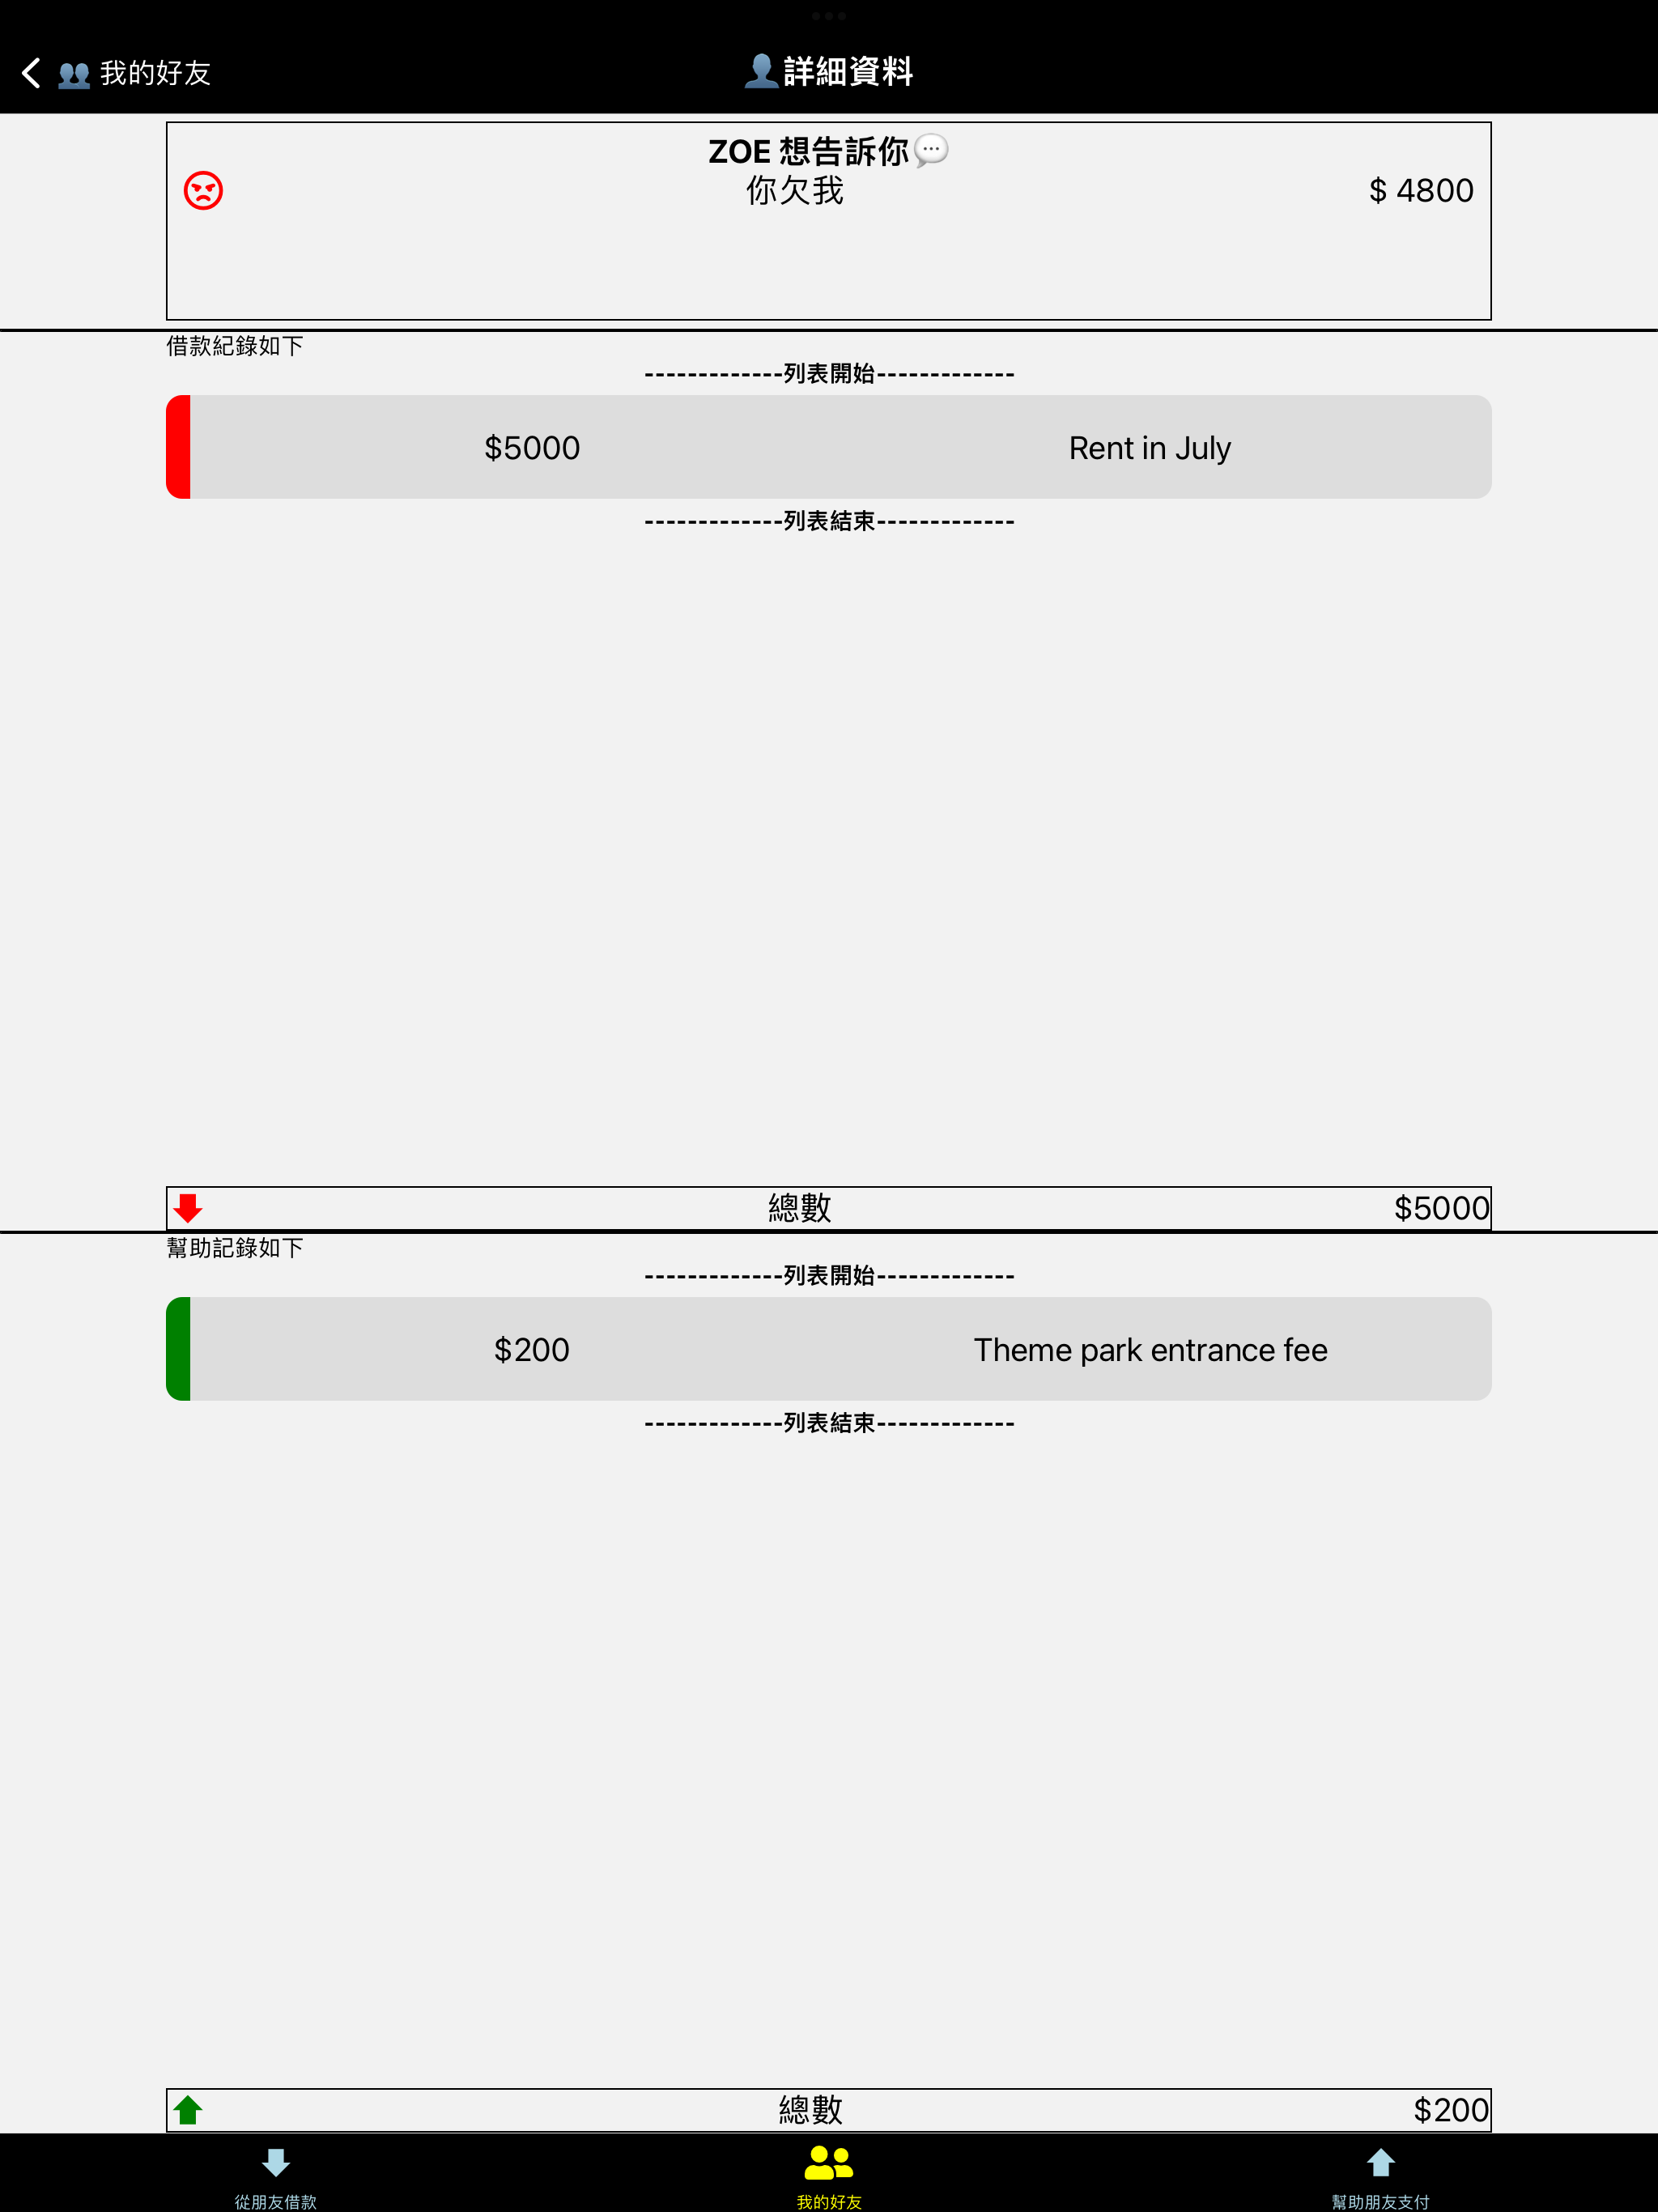 我的好友
詳細資料
ZOE 想告訴你
你欠我
$ 4800
借款紀錄如下
-------------列表開始-------------
$5000
Rent in July
-------------列表結束-------------
總數
$5000
幫助記錄如下
-------------列表開始-------------
$200
Theme park entrance fee
-------------列表結束-------------
總數
$200
從朋友借款
我的好友
幫助朋友支付